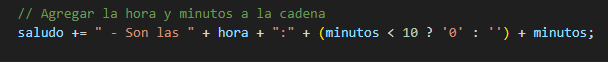 // Agregar la hora y minutos a la cadena
saludo += " - Son las " + hora + ":" + (minutos < 10 ? '0' : '') + minutos;